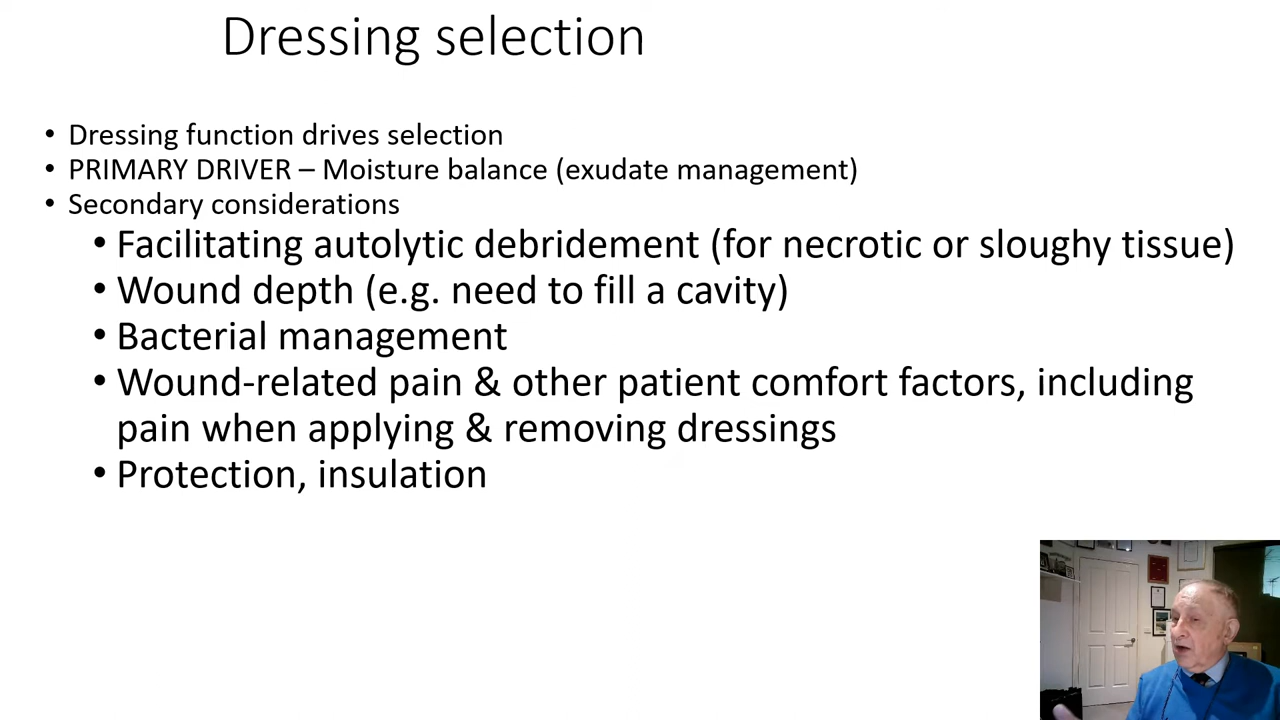 Dressing selection
• Dressing function drives selection
• PRIMARY DRIVER – Moisture balance (exudate management)
• Secondary considerations
• Facilitating autolytic debridement (for necrotic or sloughy tissue)
• Wound depth (e.g. need to fill a cavity)
• Bacterial management
• Wound-related pain & other patient comfort factors, including
pain when applying & removing dressings
• Protection, insulation